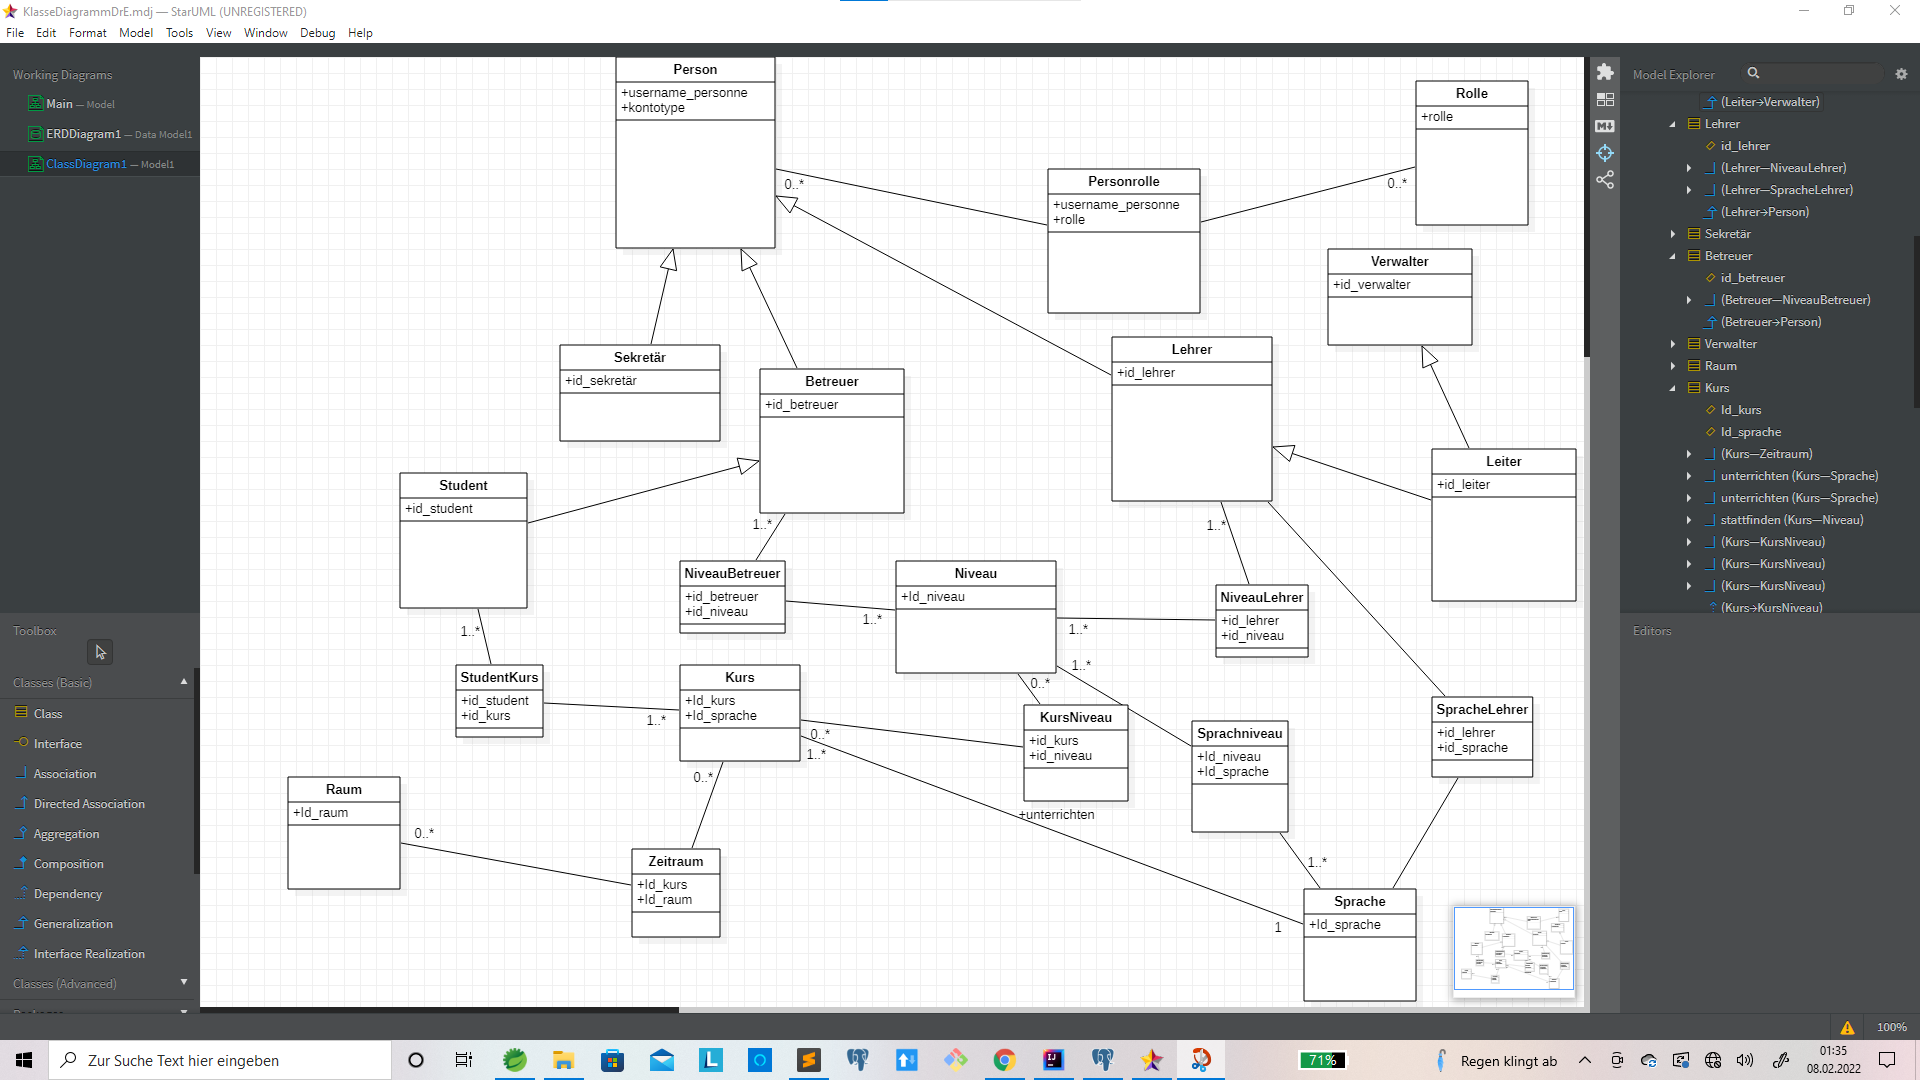 KlasseDiagrammDrE.mdj — StarUML (UNREGISTERED)
File Edit Format Model Tools View Window Debug Help
Working Diagrams
Main — Model
ERDDiagram1 — Data Model1
ClassDiagram1 — Model1
Toolbox
Classes (Basic)
Class
Interface
Association
Directed Association
Aggregation
Composition
Dependency
Generalization
Interface Realization
Classes (Advanced)
Person
+username_personne
+kontotype
0..*
Rolle
+rolle
0..*
Personrolle
+username_personne
+rolle
Verwalter
+id_verwalter
Sekretär
+id_sekretär
Betreuer
+id_betreuer
1..*
Lehrer
+id_lehrer
1..*
Leiter
+id_leiter
Student
+id_student
1..*
NiveauBetreuer
+id_betreuer
+id_niveau
1..*
Niveau
+Id_niveau
1..*
1..*
0..*
NiveauLehrer
+id_lehrer
+id_niveau
StudentKurs
+id_student
+id_kurs
1..*
Kurs
+Id_kurs
+Id_sprache
0..*
1..*
0..*
KursNiveau
+id_kurs
+id_niveau
+unterrichten
Sprachniveau
+Id_niveau
+Id_sprache
1..*
SpracheLehrer
+id_lehrer
+id_sprache
Raum
+Id_raum
0..*
Zeitraum
+Id_kurs
+Id_raum
1
Sprache
+Id_sprache
Model Explorer
(Leiter→Verwalter)
Lehrer
id_lehrer
(Lehrer—NiveauLehrer)
(Lehrer—SpracheLehrer)
(Lehrer→Person)
Sekretär
Betreuer
id_betreuer
(Betreuer—NiveauBetreuer)
(Betreuer→Person)
Verwalter
Raum
Kurs
Id_kurs
Id_sprache
(Kurs—Zeitraum)
unterrichten (Kurs—Sprache)
unterrichten (Kurs—Sprache)
stattfinden (Kurs—Niveau)
(Kurs—KursNiveau)
(Kurs—KursNiveau)
(Kurs—KursNiveau)
(Kurs→KursNiveau)
Editors
100%
Zur Suche Text hier eingeben
71%
Regen klingt ab
01:35
08.02.2022